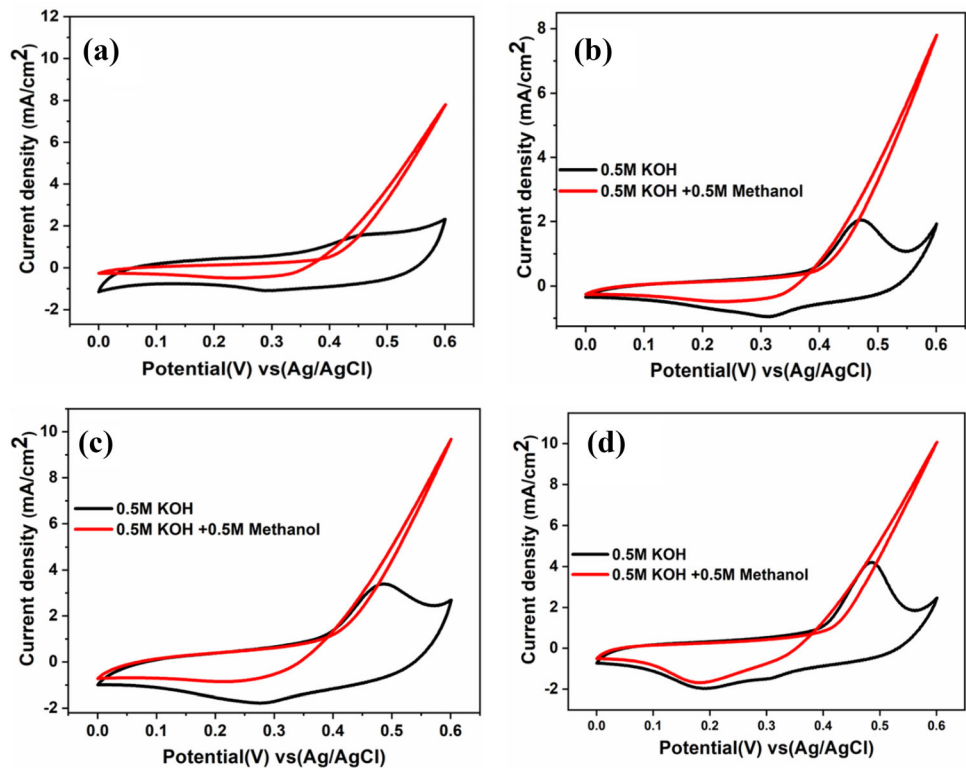 (a)
Current density (mA/cm²)
12
10
8
6
4
2
0
-2
0.0 0.1 0.2 0.3 0.4 0.5 0.6
Potential(V) vs(Ag/AgCl)
(b)
Current density (mA/cm²)
8
6
4
2
0
0.0 0.1 0.2 0.3 0.4 0.5 0.6
Potential(V) vs(Ag/AgCl)
0.5M KOH
0.5M KOH +0.5M Methanol
(c)
Current density (mA/cm²)
10
8
6
4
2
0
-2
0.0 0.1 0.2 0.3 0.4 0.5 0.6
Potential(V) vs(Ag/AgCl)
0.5M KOH
0.5M KOH +0.5M Methanol
(d)
Current density (mA/cm²)
10
8
6
4
2
0
-2
0.0 0.1 0.2 0.3 0.4 0.5 0.6
Potential(V) vs(Ag/AgCl)
0.5M KOH
0.5M KOH +0.5M Methanol